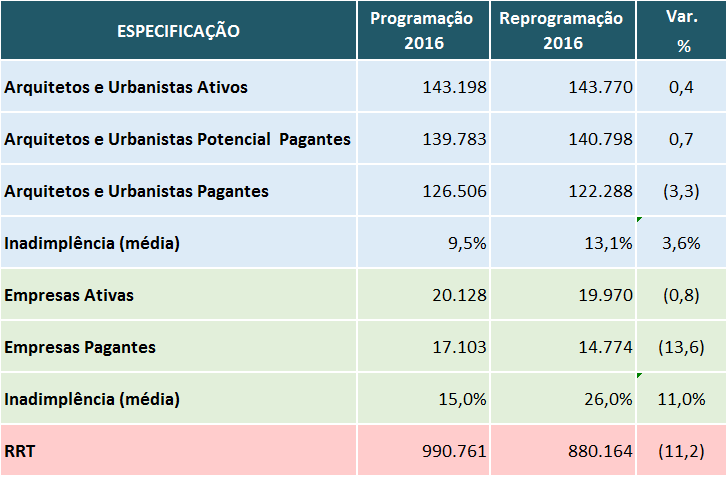 ESPECIFICAÇÃO Programação 2016 Reprogramação 2016 Var. %
Arquitetos e Urbanistas Ativos 143.198 143.770 0,4
Arquitetos e Urbanistas Potencial Pagantes 139.783 140.798 0,7
Arquitetos e Urbanistas Pagantes 126.506 122.288 (3,3)
Inadimplência (média) 9,5% 13,1% 3,6%
Empresas Ativas 20.128 19.970 (0,8)
Empresas Pagantes 17.103 14.774 (13,6)
Inadimplência (média) 15,0% 26,0% 11,0%
RRT 990.761 880.164 (11,2)